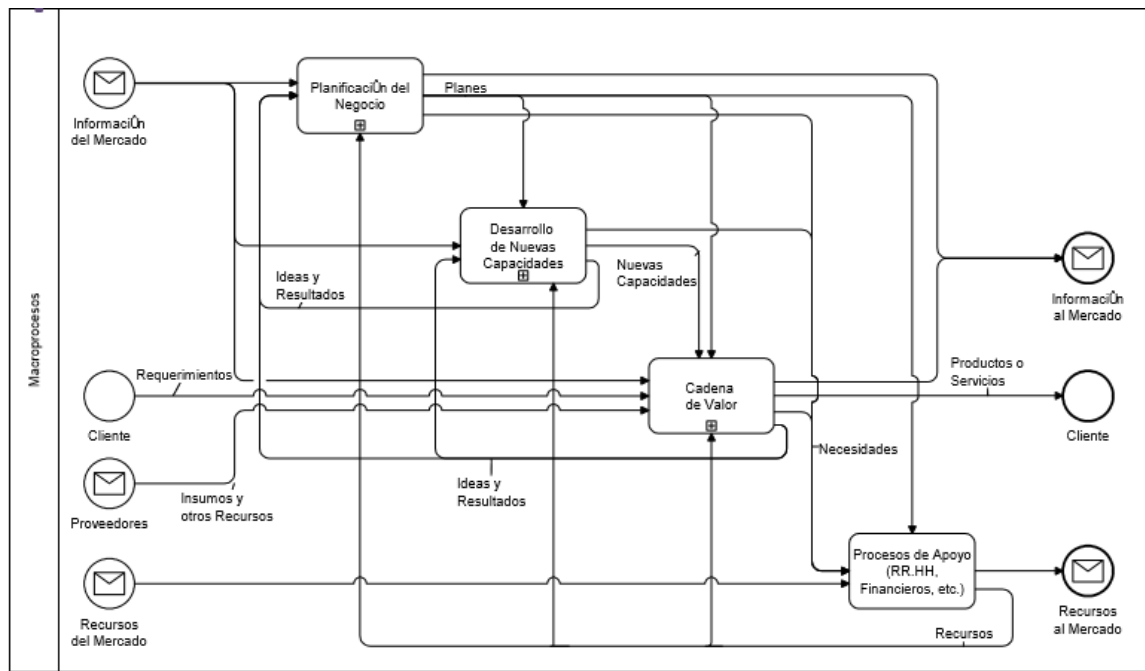 Macroprocesos
InformaciÛn
del Mercado
PlanificaciÛn del
Negocio
Planes
Desarrollo
de Nuevas
Capacidades
Ideas y
Resultados
Nuevas
Capacidades
InformaciÛn
al Mercado
Requerimientos
Cliente
Cadena
de Valor
Productos o
Servicios
Cliente
Necesidades
Proveedores
Insumos y
otros Recursos
Ideas y
Resultados
Procesos de Apoyo
(RR.HH,
Financieros, etc.)
Recursos
del Mercado
Recursos
Recursos
al Mercado